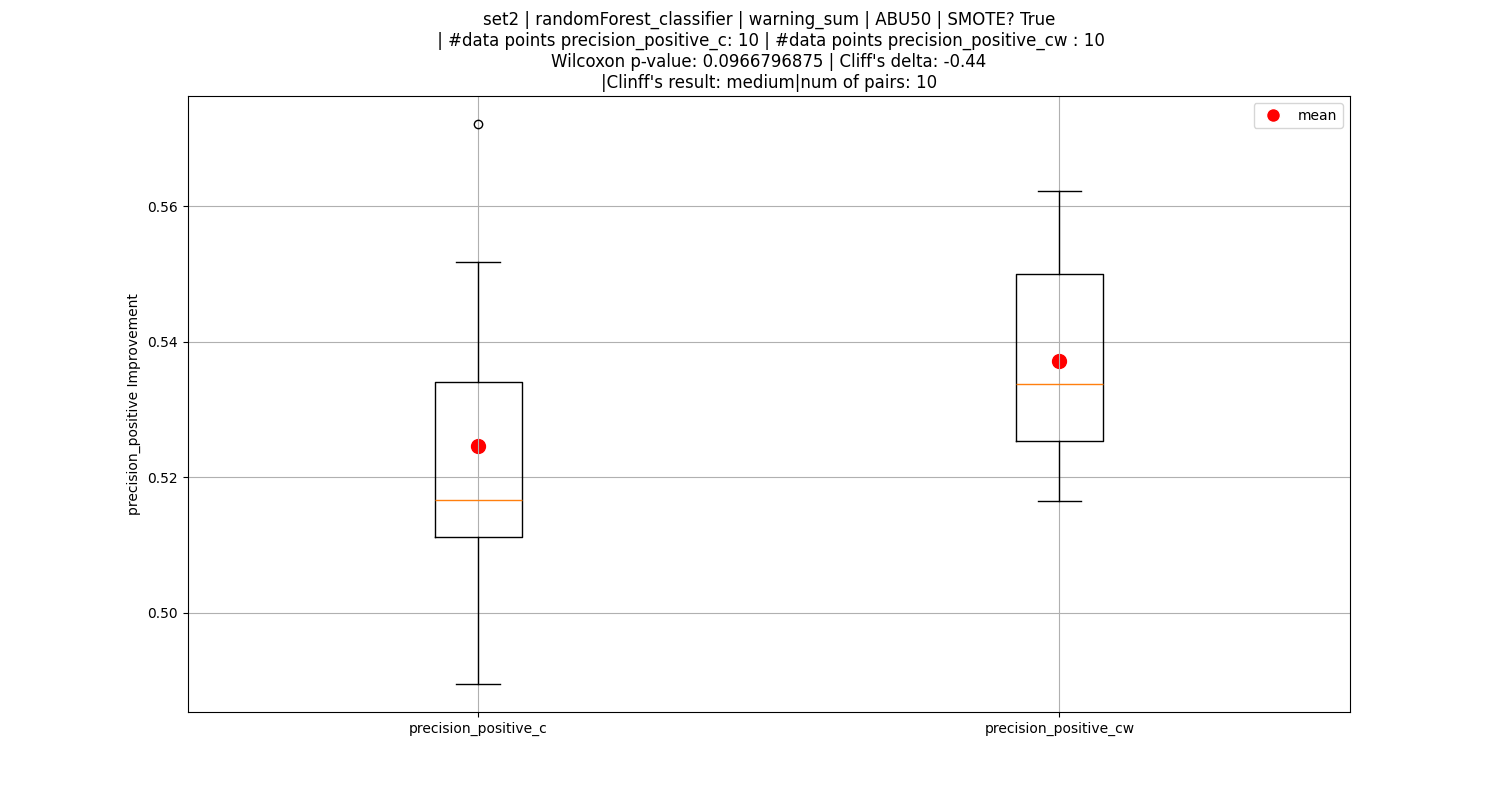 set2 | randomForest_classifier | warning_sum | ABU50 | SMOTE? True
| #data points precision_positive_c: 10 | #data points precision_positive_cw : 10
Wilcoxon p-value: 0.0966796875 | Cliff's delta: -0.44
|Clinff's result: medium|num of pairs: 10
mean
0.56
0.54
0.52
0.50
precision_positive Improvement
precision_positive_c
precision_positive_cw